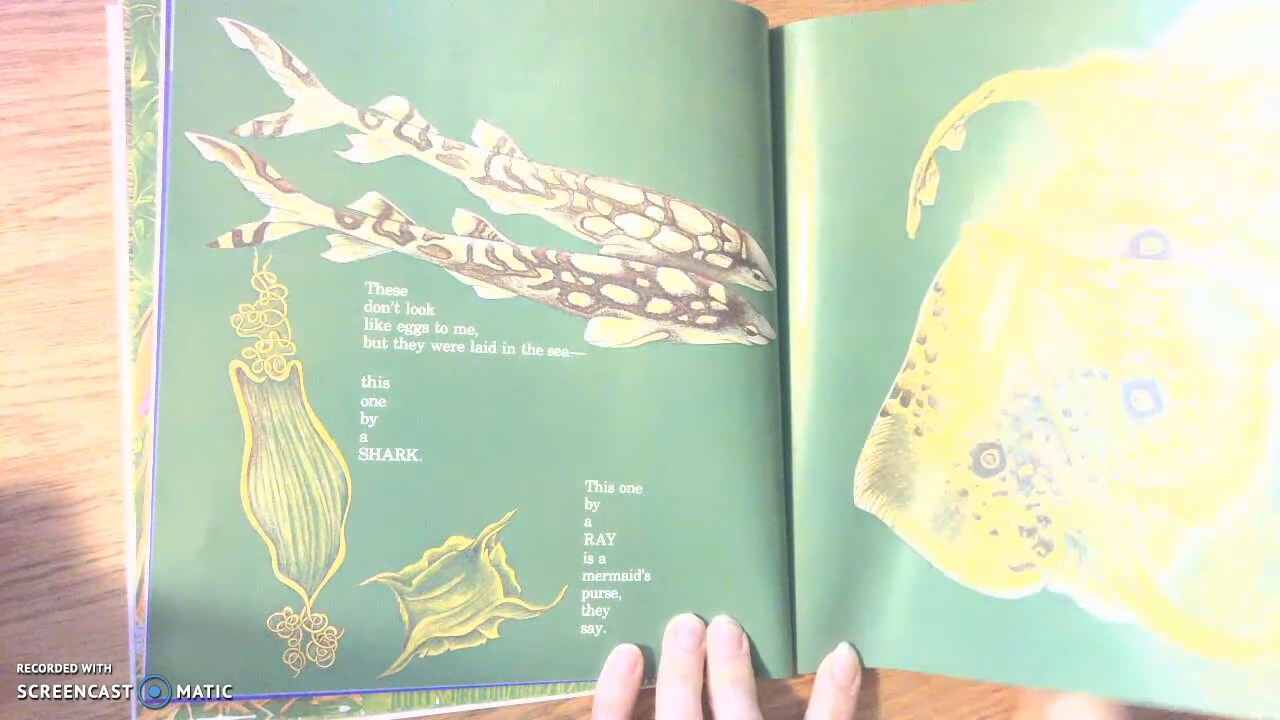 These
don't look
like eggs to me,
but they were laid in the sea—
this
one
by
a
SHARK.
This one
by
a
RAY
is a
mermaid's
purse,
they
say.
RECORDED WITH
SCREENCAST MATIC